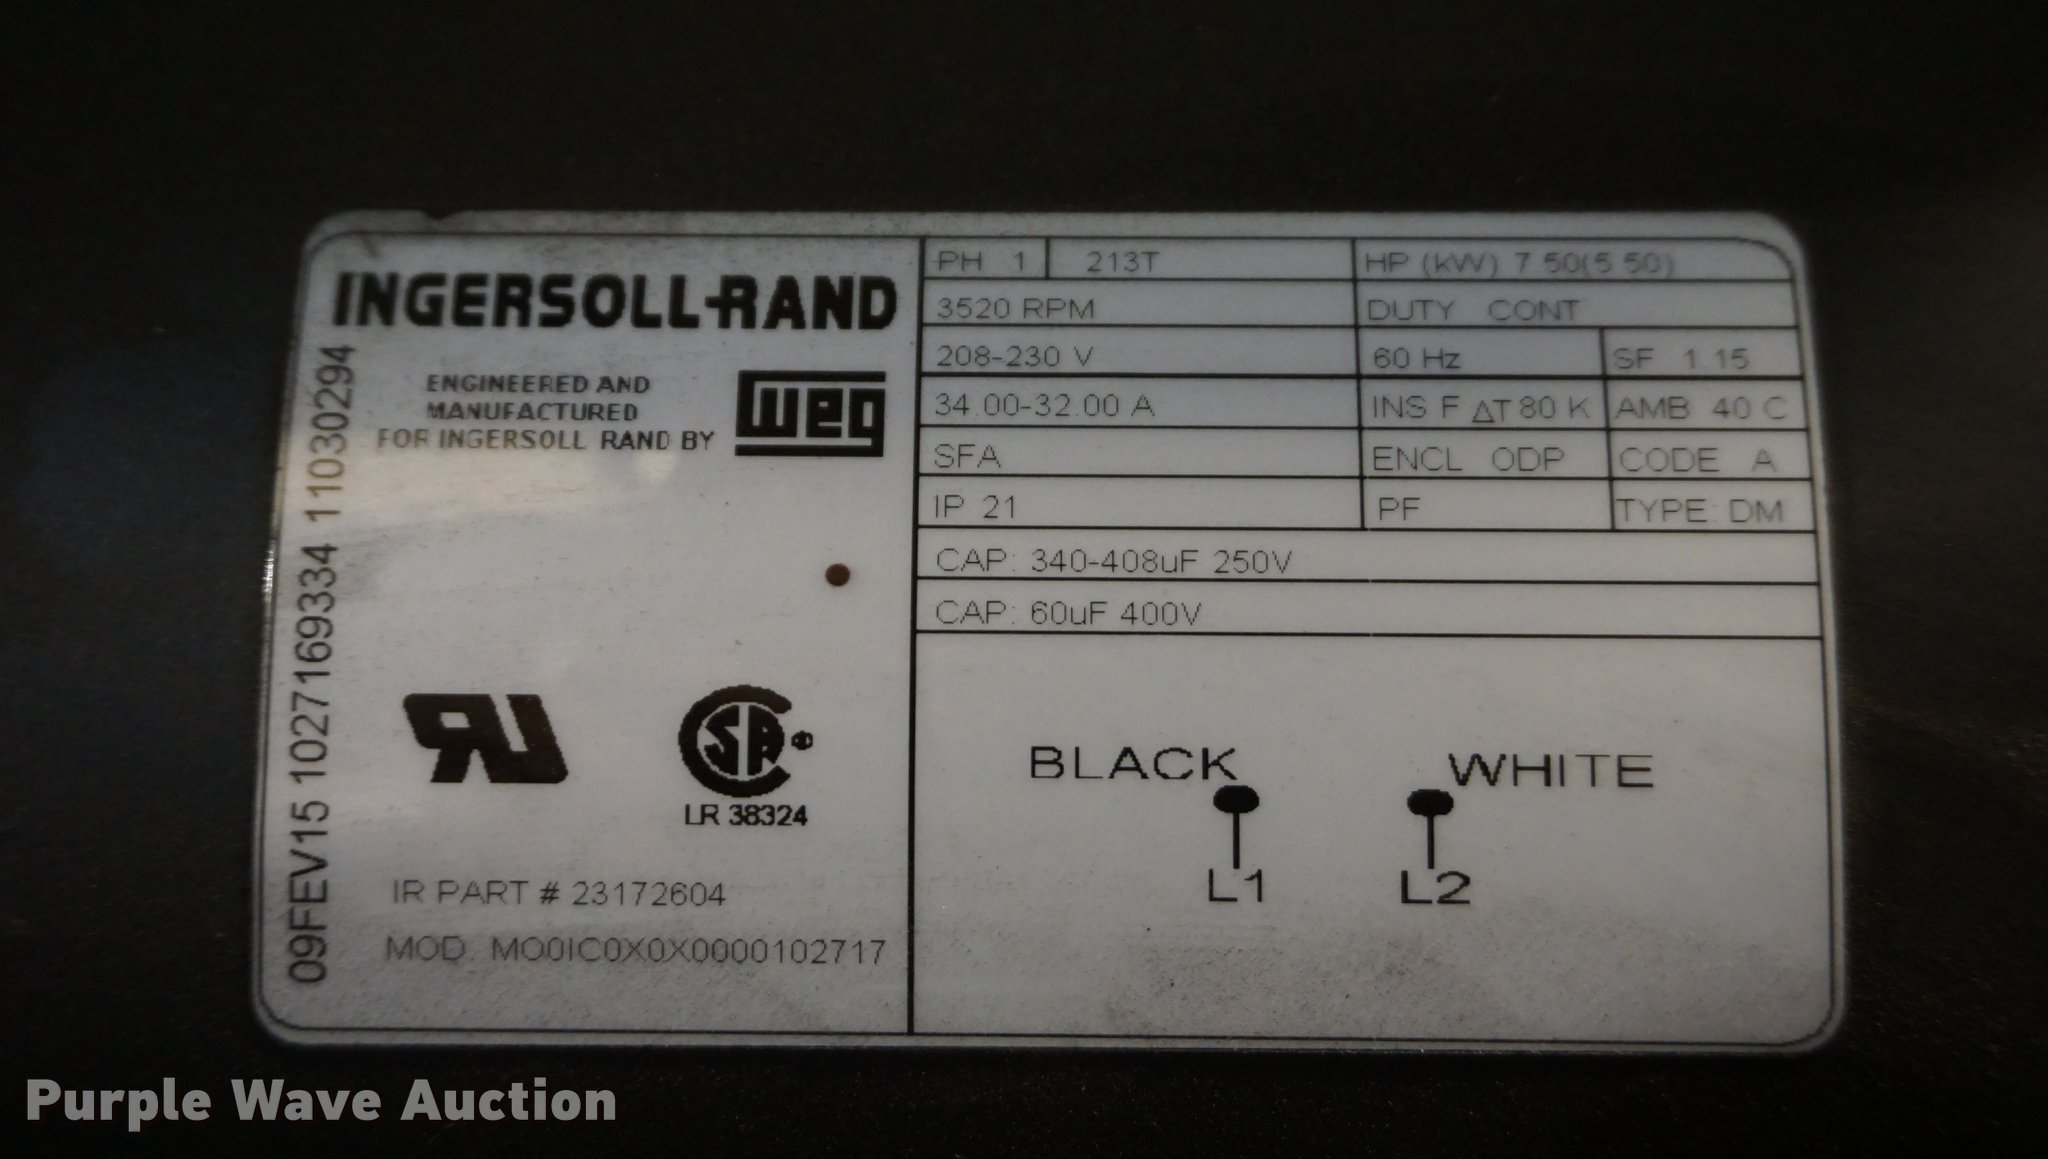 INGERSOLL-RAND
ENGINEERED AND
MANUFACTURED
FOR INGERSOLL RAND BY
weg
09FEV15 1027169334 11030294
LR 38324
IR PART # 23172604
MOD. MO0IC0X0X0000102717
PH 1 213T HP (kW) 7.50(5.50)
3520 RPM DUTY CONT
208-230 V 60 Hz SF 1.15
34.00-32.00 A INS F ΔT 80 K AMB 40 C
SFA ENCL ODP CODE A
IP 21 PF TYPE: DM
CAP: 340-408uF 250V
CAP: 60uF 400V
BLACK WHITE
L1 L2
Purple Wave Auction